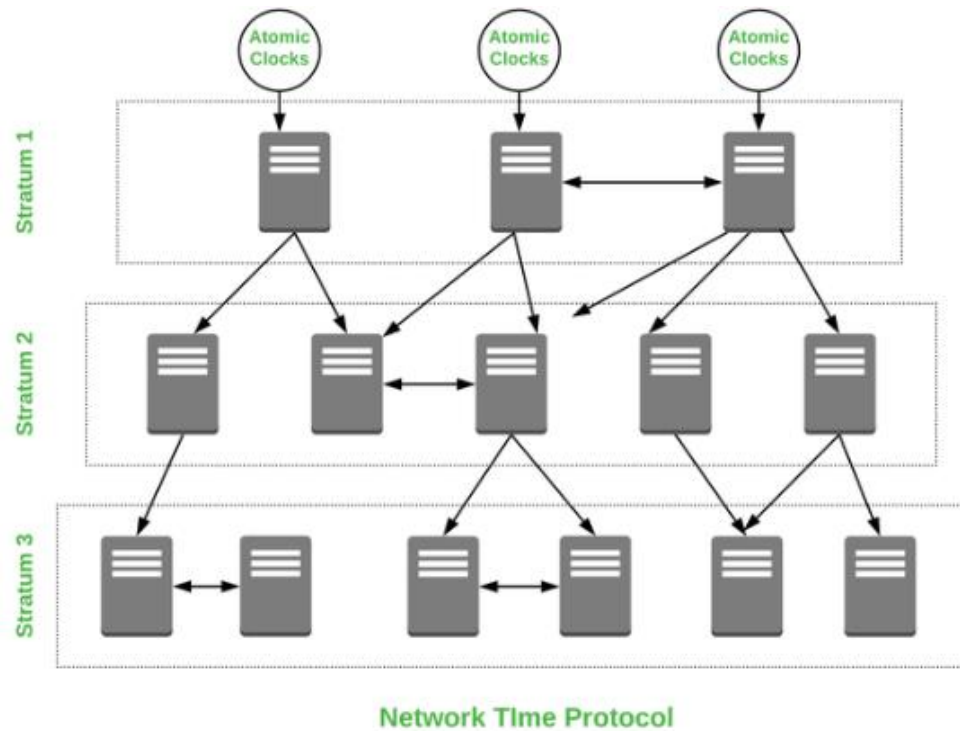 Atomic
Clocks
Atomic
Clocks
Atomic
Clocks
Stratum 1
Stratum 2
Stratum 3
Network TIme Protocol